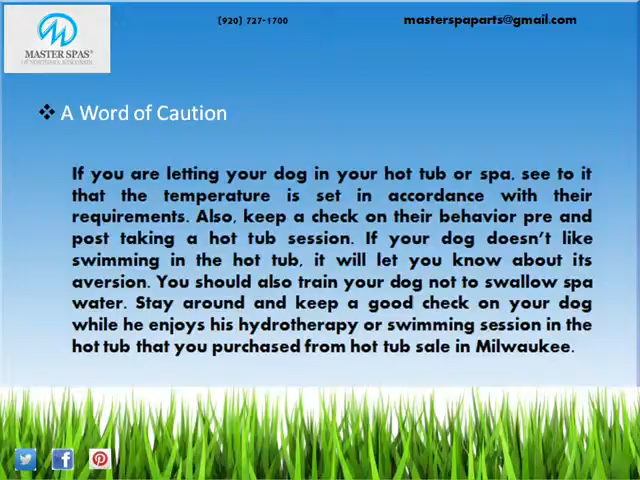 (920) 727-1700
masterspaparts@gmail.com
MASTER SPAS®
OF NORTHERN, WISCONSIN
A Word of Caution
If you are letting your dog in your hot tub or spa, see to it
that the temperature is set in accordance with their
requirements. Also, keep a check on their behavior pre and
post taking a hot tub session. If your dog doesn't like
swimming in the hot tub, it will let you know about its
aversion. You should also train your dog not to swallow spa
water. Stay around and keep a good check on your dog
while he enjoys his hydrotherapy or swimming session in the
hot tub that you purchased from hot tub sale in Milwaukee.